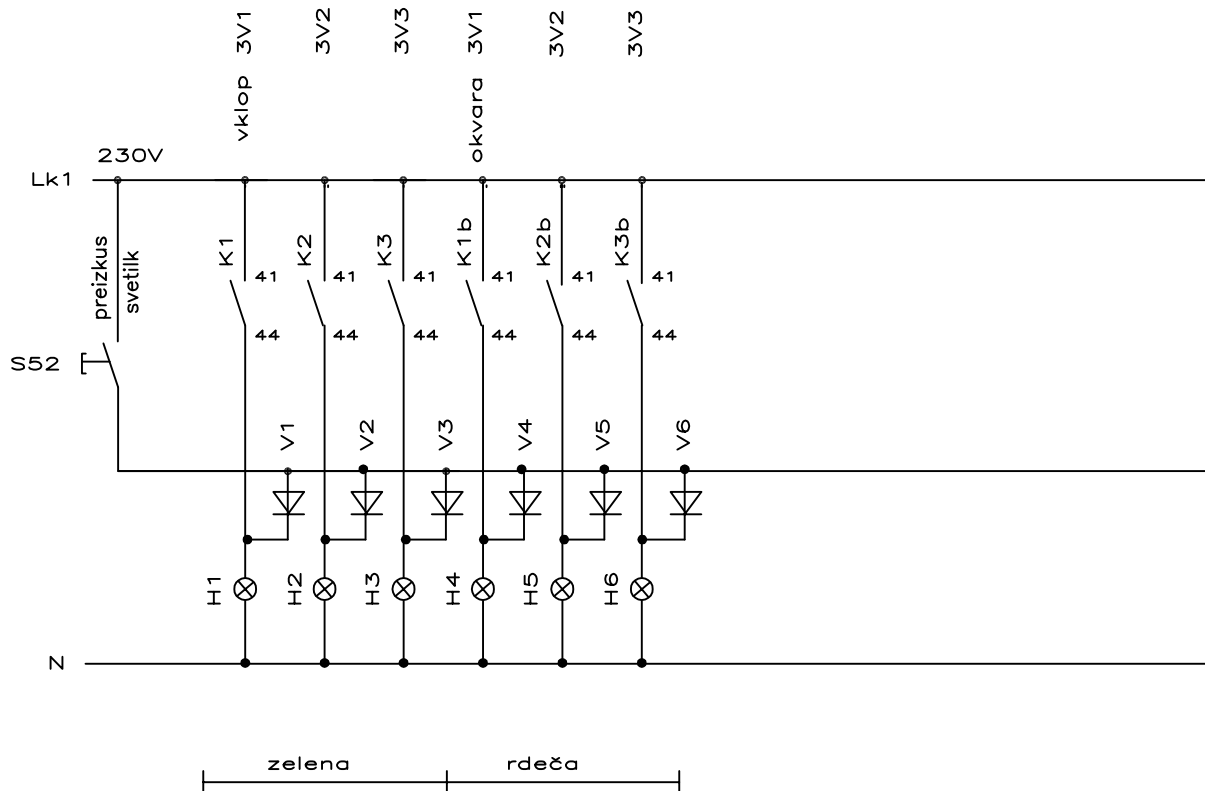 3V1 3V2 3V3 3V1 3V2 3V3
vklop okvara
230V
Lk1
preizkus
svetilk
K1 K2 K3 K1b K2b K3b
41 41 41 41 41 41
44 44 44 44 44 44
S52
V1 V2 V3 V4 V5 V6
H1 H2 H3 H4 H5 H6
N
zelena rdeča